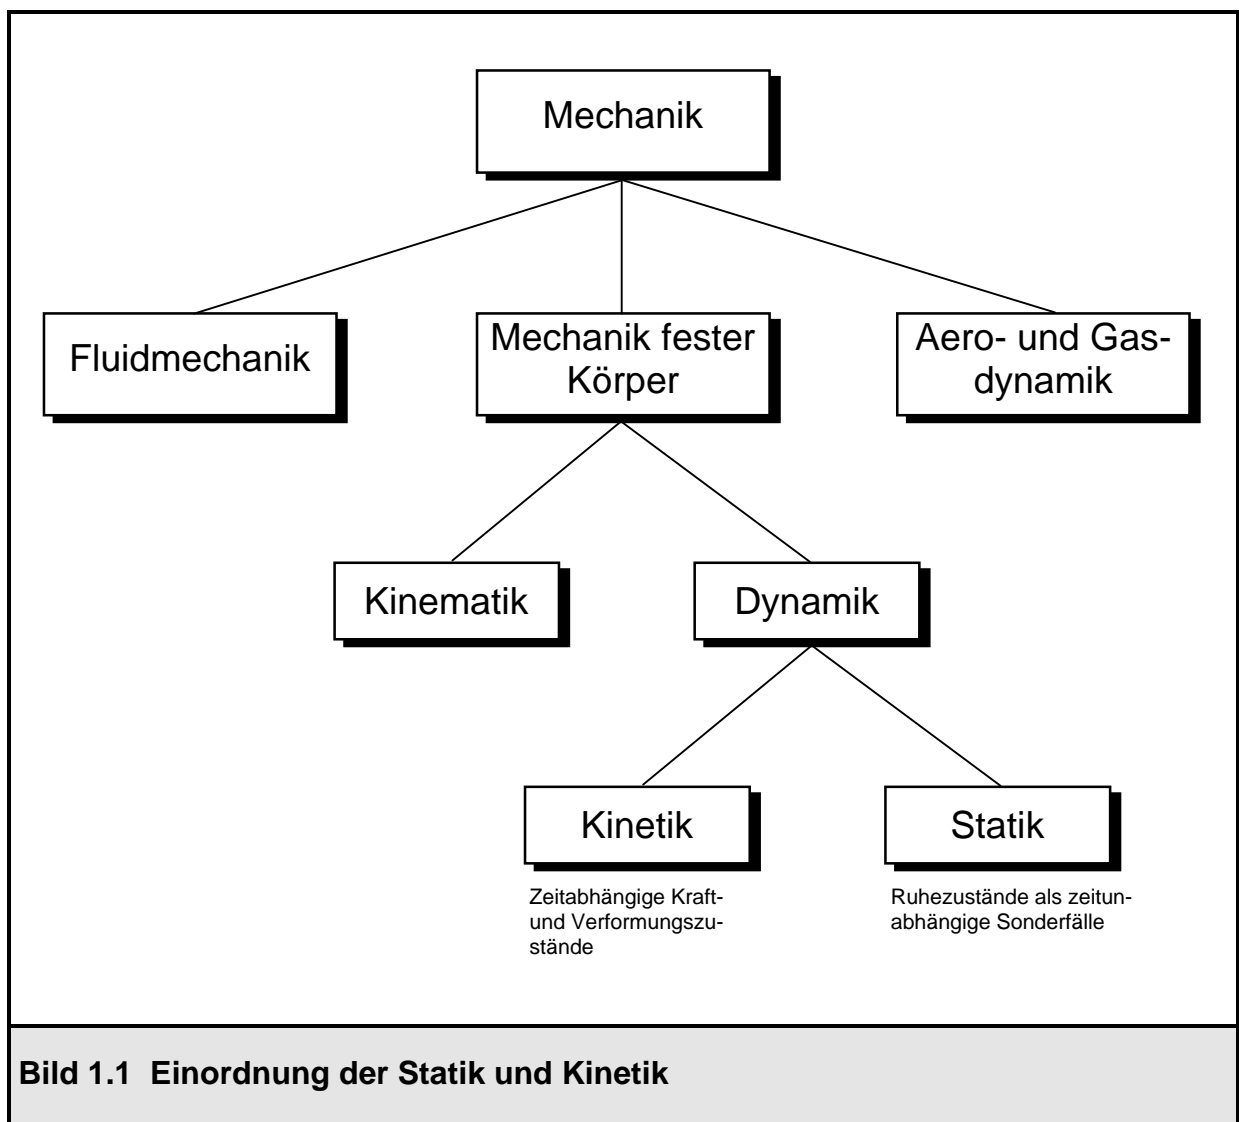 Mechanik
Fluidmechanik
Mechanik fester
Körper
Aero- und Gas-
dynamik
Kinematik
Dynamik
Kinetik
Statik
Zeitabhängige Kraft-
und Verformungszu-
stände
Ruhezustände als zeitun-
abhängige Sonderfälle
Bild 1.1 Einordnung der Statik und Kinetik